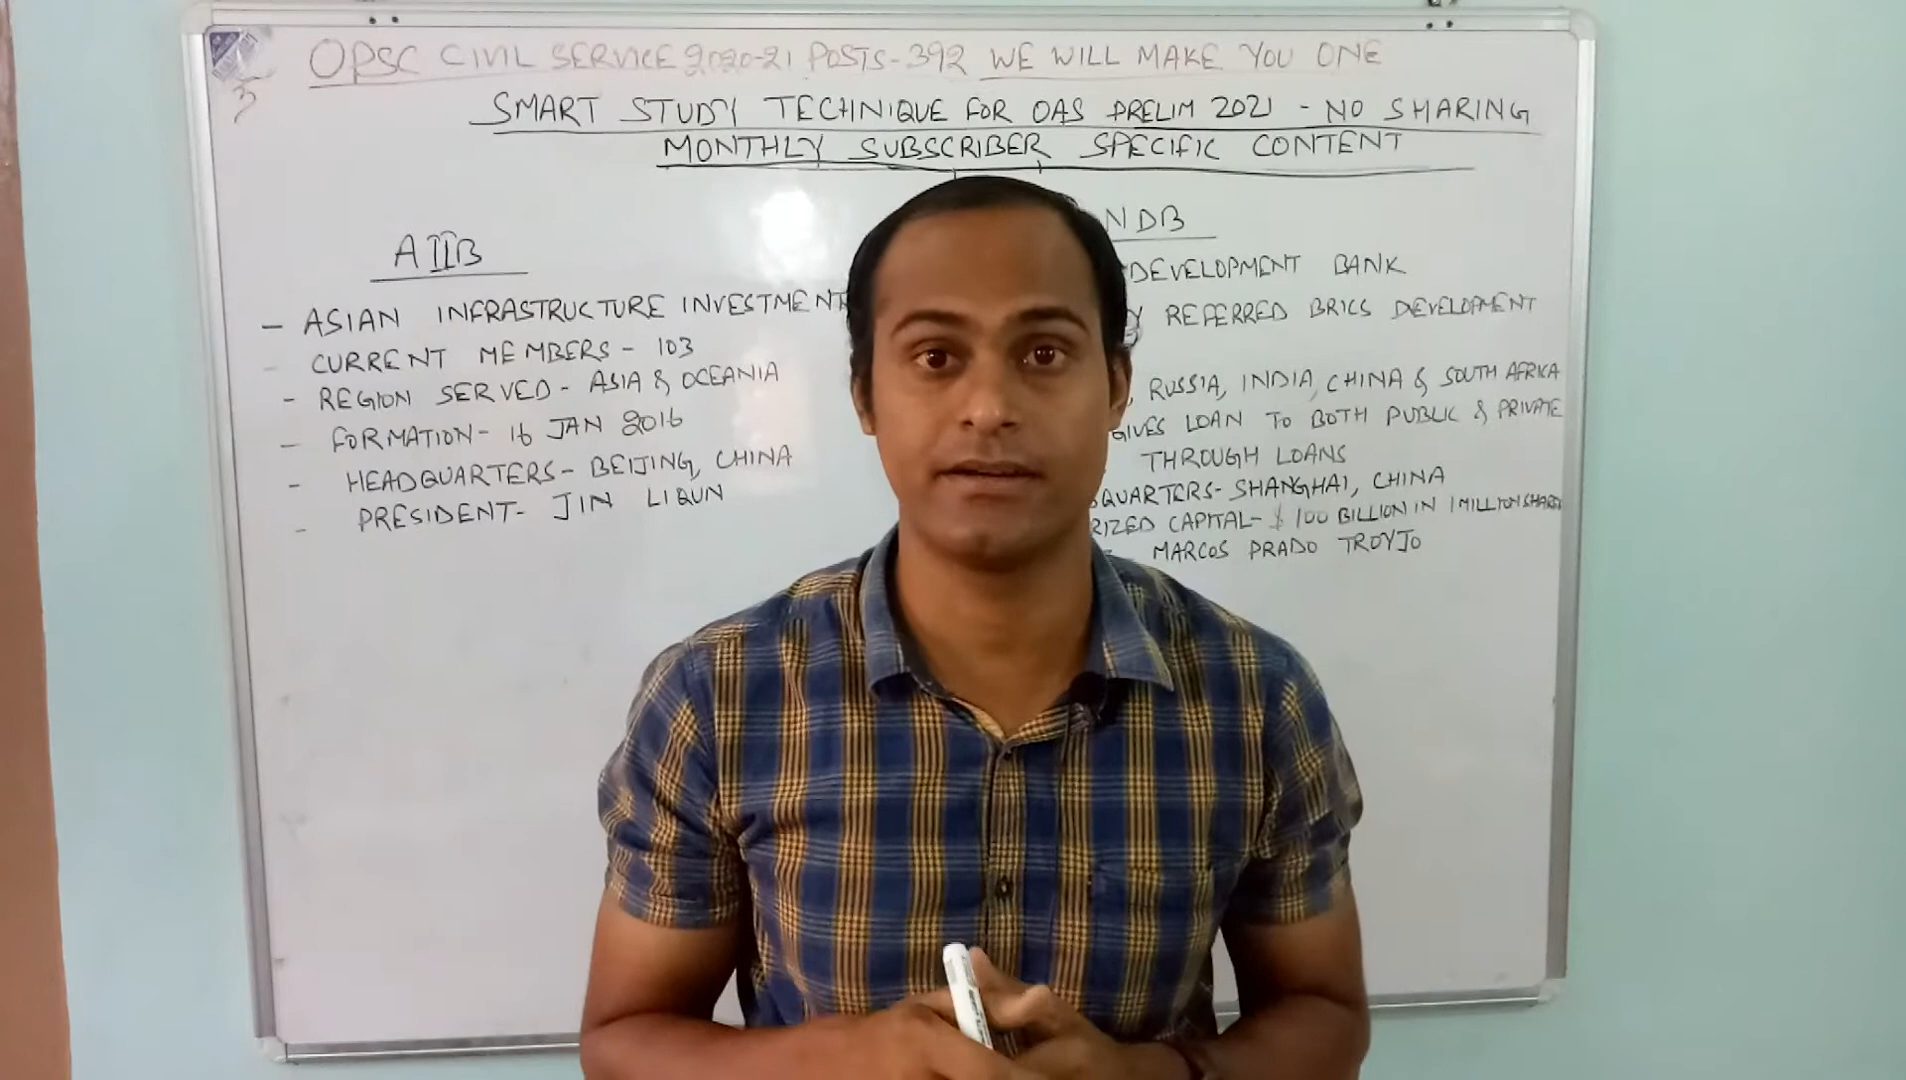 OPSC CIVIL SERVICE 2020-21 POSTS-392 WE WILL MAKE YOU ONE
SMART STUDY TECHNIQUE FOR OAS PRELIM 2021 - NO SHARING
MONTHLY SUBSCRIBER SPECIFIC CONTENT
AIIB
- ASIAN INFRASTRUCTURE INVESTMENT
- CURRENT MEMBERS - 103
- REGION SERVED - ASIA & OCEANIA
- FORMATION - 16 JAN 2016
- HEADQUARTERS - BEIJING, CHINA
- PRESIDENT - JIN LIQUN
NDB
DEVELOPMENT BANK
REFERRED BRICS DEVELOPMENT
RUSSIA, INDIA, CHINA & SOUTH AFRICA
GIVES LOAN TO BOTH PUBLIC & PRIVATE
THROUGH LOANS
QUARTERS - SHANGHAI, CHINA
RIZED CAPITAL - $ 100 BILLION IN 1 MILLION SHARES
MARCOS PRADO TROYJO